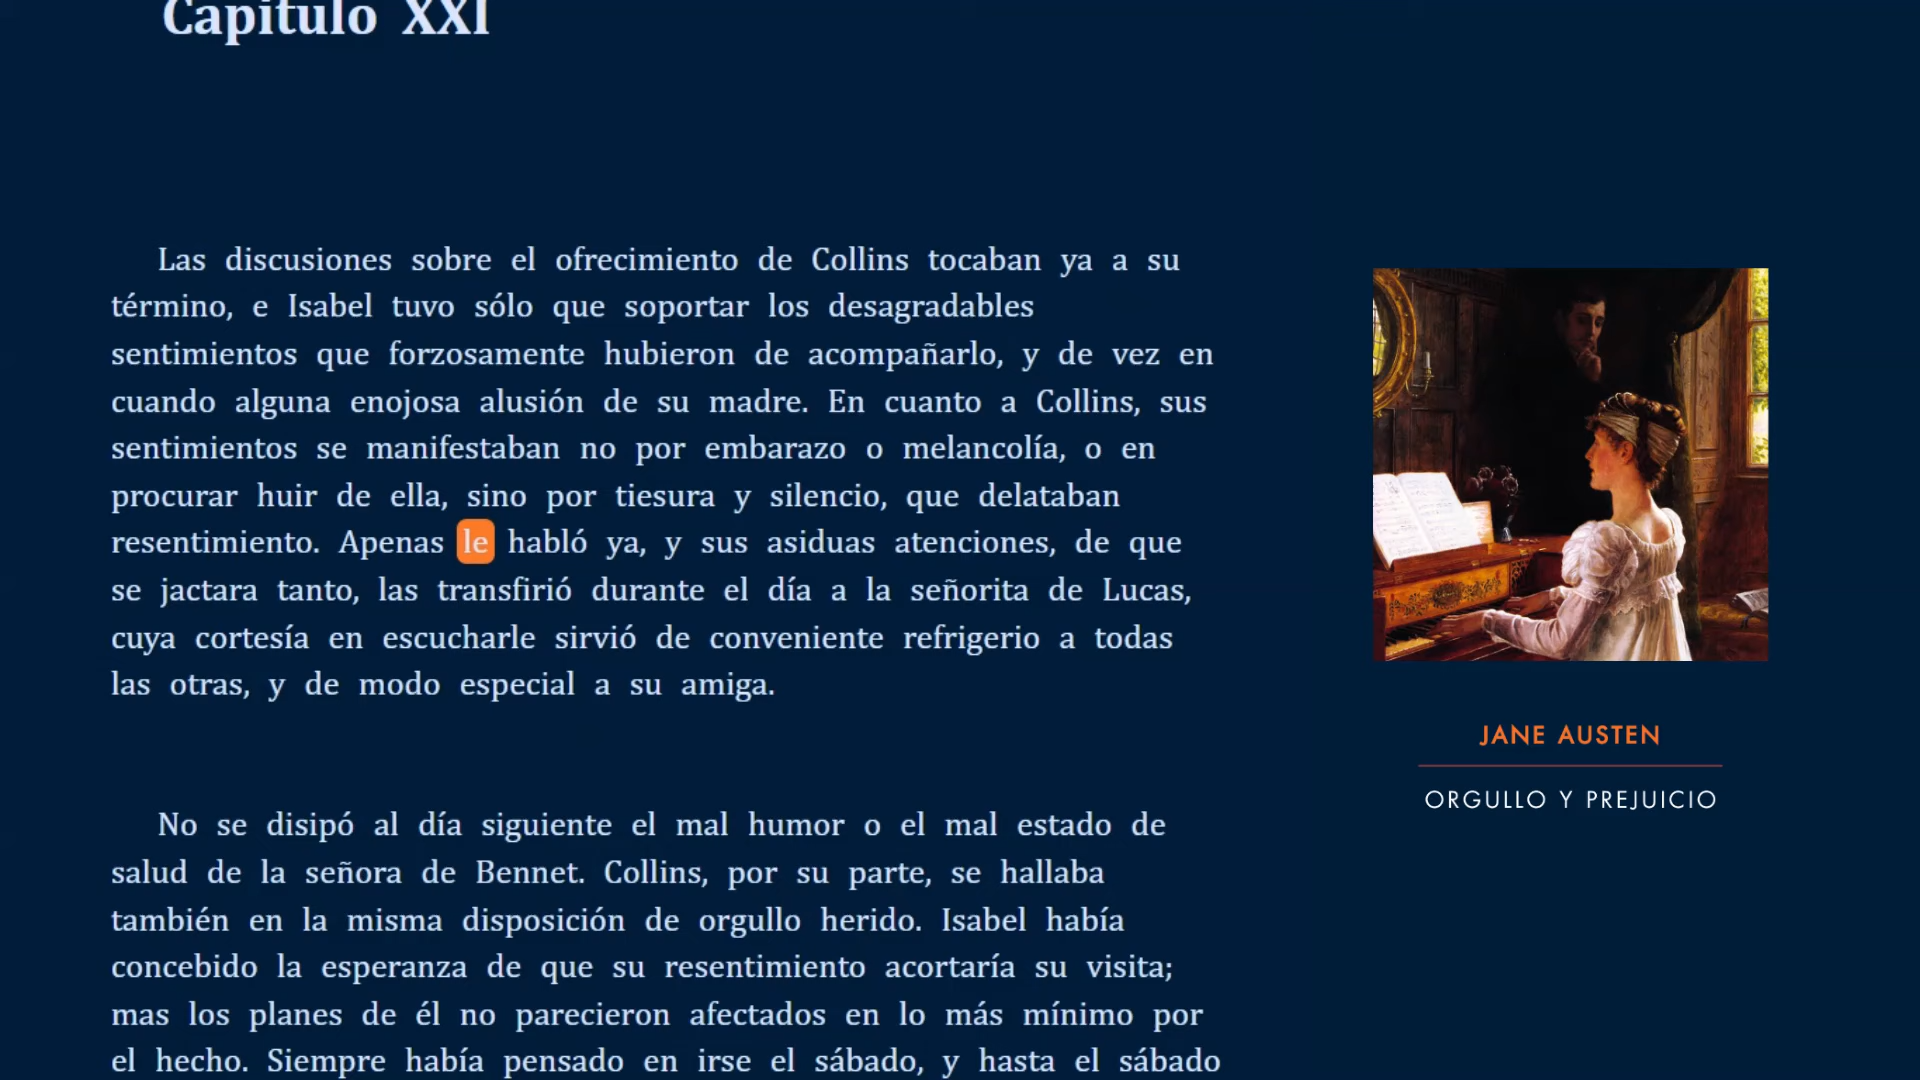 Capítulo XXI
Las discusiones sobre el ofrecimiento de Collins tocaban ya a su
término, e Isabel tuvo sólo que soportar los desagradables
sentimientos que forzosamente hubieron de acompañarlo, y de vez en
cuando alguna enojosa alusión de su madre. En cuanto a Collins, sus
sentimientos se manifestaban no por embarazo o melancolía, o en
procurar huir de ella, sino por tiesura y silencio, que delataban
resentimiento. Apenas le habló ya, y sus asiduas atenciones, de que
se jactara tanto, las transfirió durante el día a la señorita de Lucas,
cuya cortesía en escucharle sirvió de conveniente refrigerio a todas
las otras, y de modo especial a su amiga.
No se disipó al día siguiente el mal humor o el mal estado de
salud de la señora de Bennet. Collins, por su parte, se hallaba
también en la misma disposición de orgullo herido. Isabel había
concebido la esperanza de que su resentimiento acortaría su visita;
mas los planes de él no parecieron afectados en lo más mínimo por
el hecho. Siempre había pensado en irse el sábado, y hasta el sábado
JANE AUSTEN
ORGULLO Y PREJUICIO